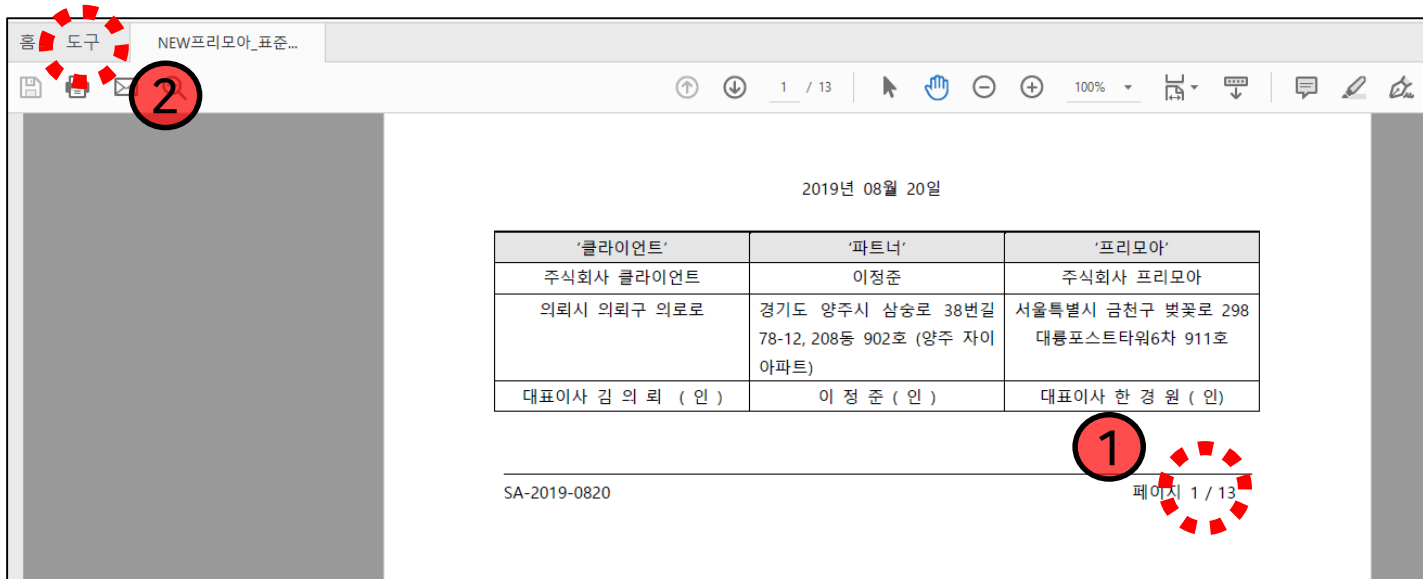 홈 도구 NEW프리모아_표준...
2
1 / 13 100%
2019년 08월 20일
‘클라이언트’ ‘파트너’ ‘프리모아’
주식회사 클라이언트 이정준 주식회사 프리모아
의뢰시 의뢰구 의로로 경기도 양주시 삼숭로 38번길 서울특별시 금천구 벚꽃로 298
78-12, 208동 902호 (양주 자이 대륭포스트타워6차 911호
아파트)
대표이사 김 의 뢰 ( 인 ) 이 정 준 ( 인 ) 대표이사 한 경 원 ( 인)
1
SA-2019-0820 페이지 1 / 13